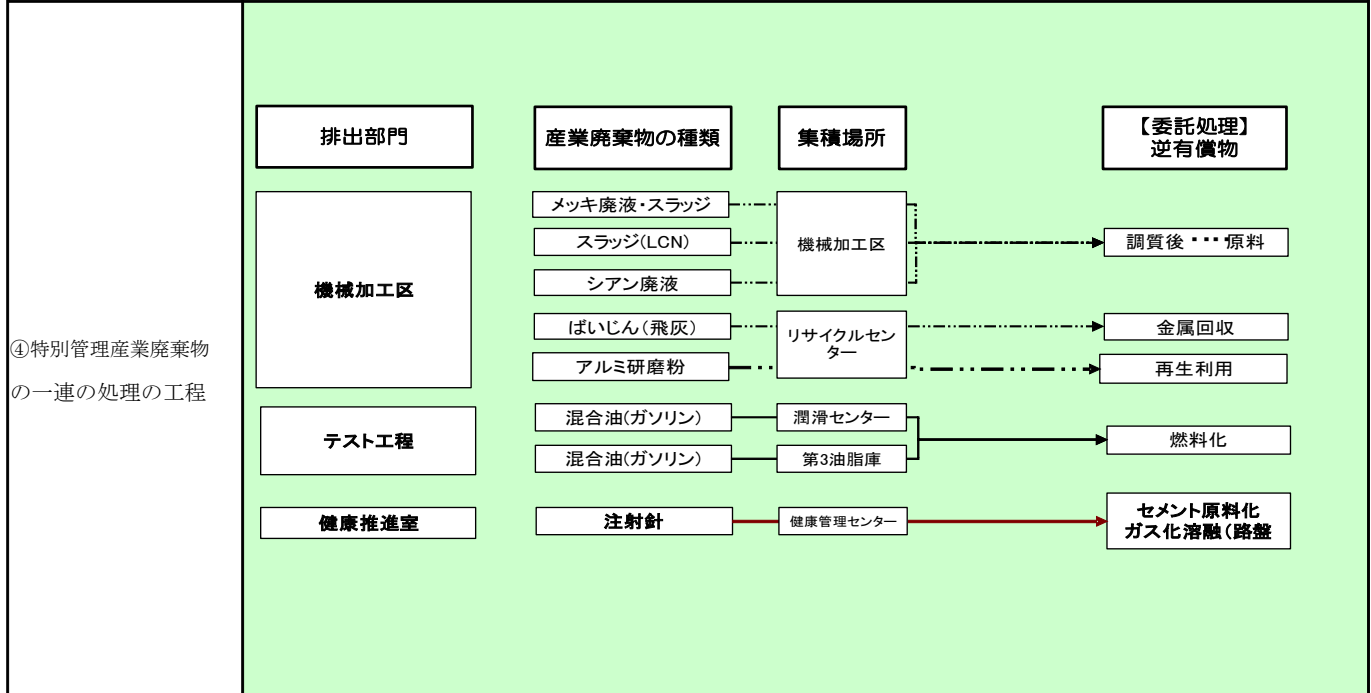 ④特別管理産業廃棄物
の一連の処理の工程
排出部門
産業廃棄物の種類
集積場所
【委託処理】
逆有償物
機械加工区
メッキ廃液・スラッジ
スラッジ(LCN)
シアン廃液
機械加工区
調質後・・・原料
ばいじん(飛灰)
アルミ研磨粉
リサイクルセン
ター
金属回収
再生利用
テスト工程
混合油(ガソリン)
潤滑センター
混合油(ガソリン)
第3油脂庫
燃料化
健康推進室
注射針
健康管理センター
セメント原料化
ガス化溶融(路盤